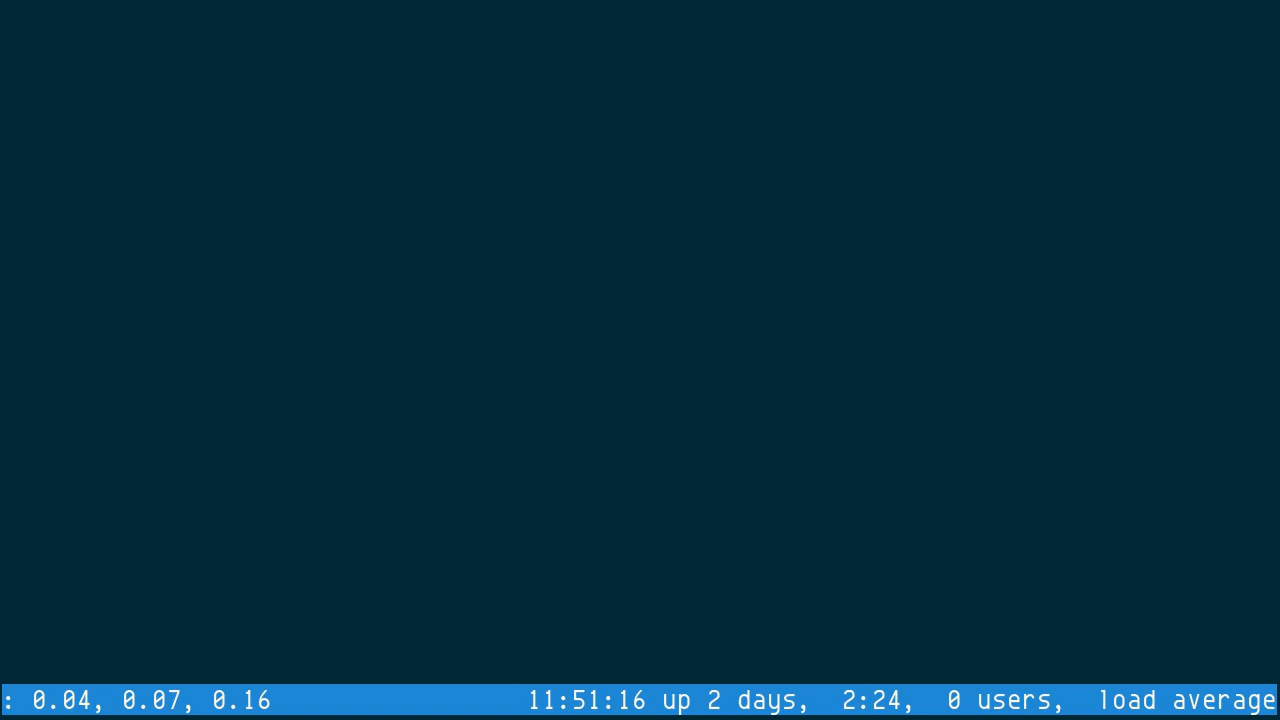 : 0.04, 0.07, 0.16                 11:51:16 up 2 days,  2:24,  0 users,  load average